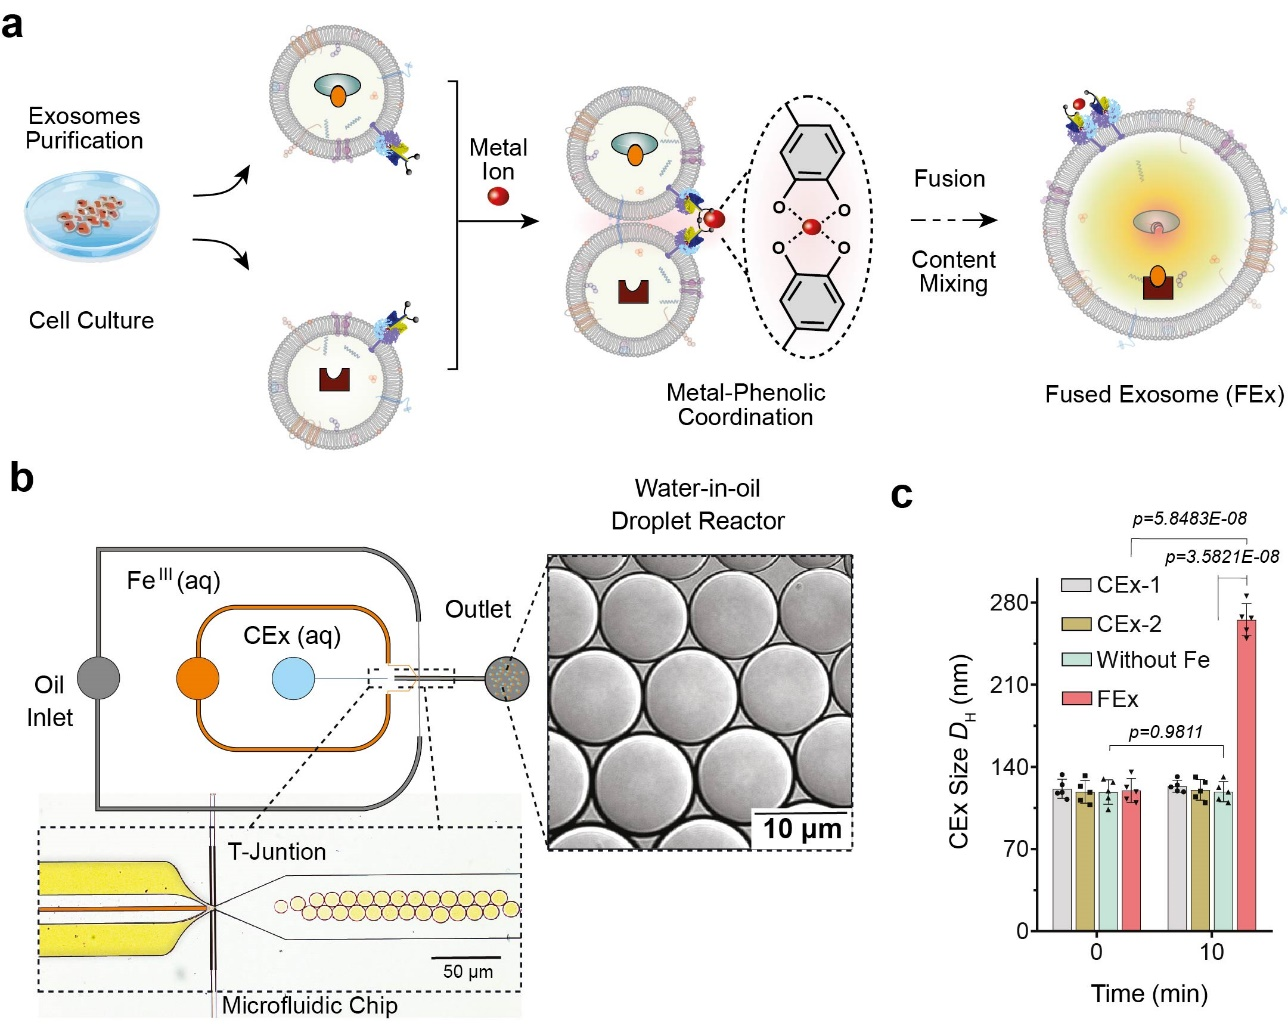 a
Exosomes
Purification
Cell Culture
Metal
Ion
O
O
O
O
Metal-Phenolic
Coordination
Fusion
Content
Mixing
Fused Exosome (FEx)
b
Fe III (aq)
CEx (aq)
Oil
Inlet
Outlet
Water-in-oil
Droplet Reactor
10 µm
T-Juntion
50 µm
Microfluidic Chip
c
p=5.8483E-08
p=3.5821E-08
CEx-1
CEx-2
Without Fe
FEx
p=0.9811
CEx Size DH (nm)
280
210
140
70
0
0
10
Time (min)